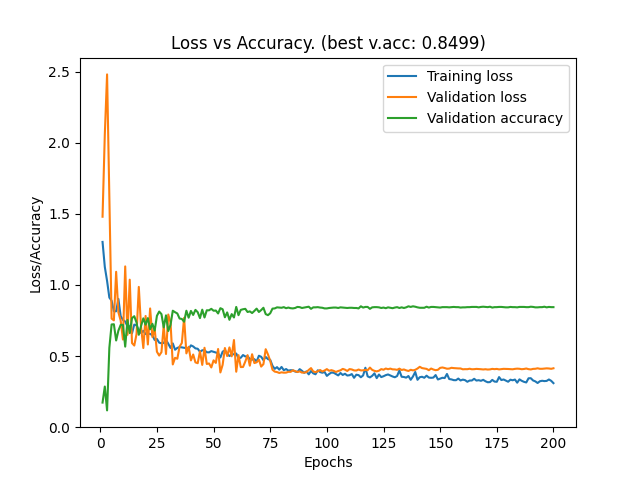 Loss vs Accuracy. (best v.acc: 0.8499)
Training loss
Validation loss
Validation accuracy
Loss/Accuracy
2.5
2.0
1.5
1.0
0.5
0.0
0 25 50 75 100 125 150 175 200
Epochs